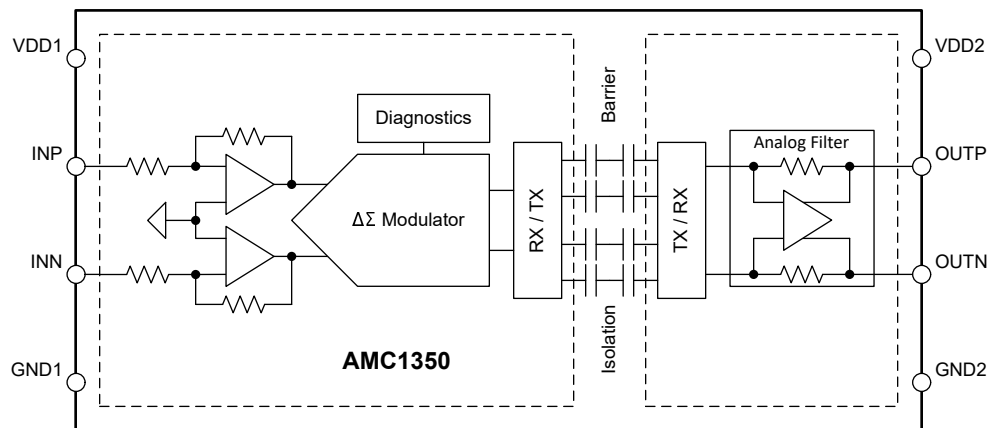 VDD1
VDD2
Diagnostics
Barrier
INP
Analog Filter
OUTP
ΔΣ Modulator
RX / TX
TX / RX
INN
OUTN
AMC1350
Isolation
GND1
GND2